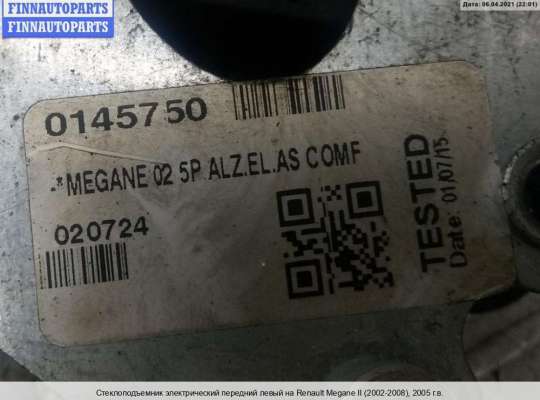 FINNAUTOPARTS
FINNAUTOPARTS
Дата: 06.04.2021 (22:01)
0145750
-*MEGANE 02 5P ALZ.EL.AS COMF
020724
TESTED
Date: 01/07/15
Стеклоподъемник электрический передний левый на Renault Megane II (2002-2008), 2005 г.в.